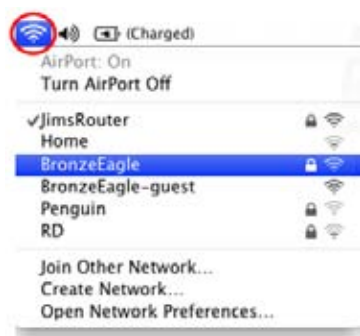 (Charged)
AirPort: On
Turn AirPort Off
✓JimsRouter
Home
BronzeEagle
BronzeEagle-guest
Penguin
RD
Join Other Network...
Create Network...
Open Network Preferences...